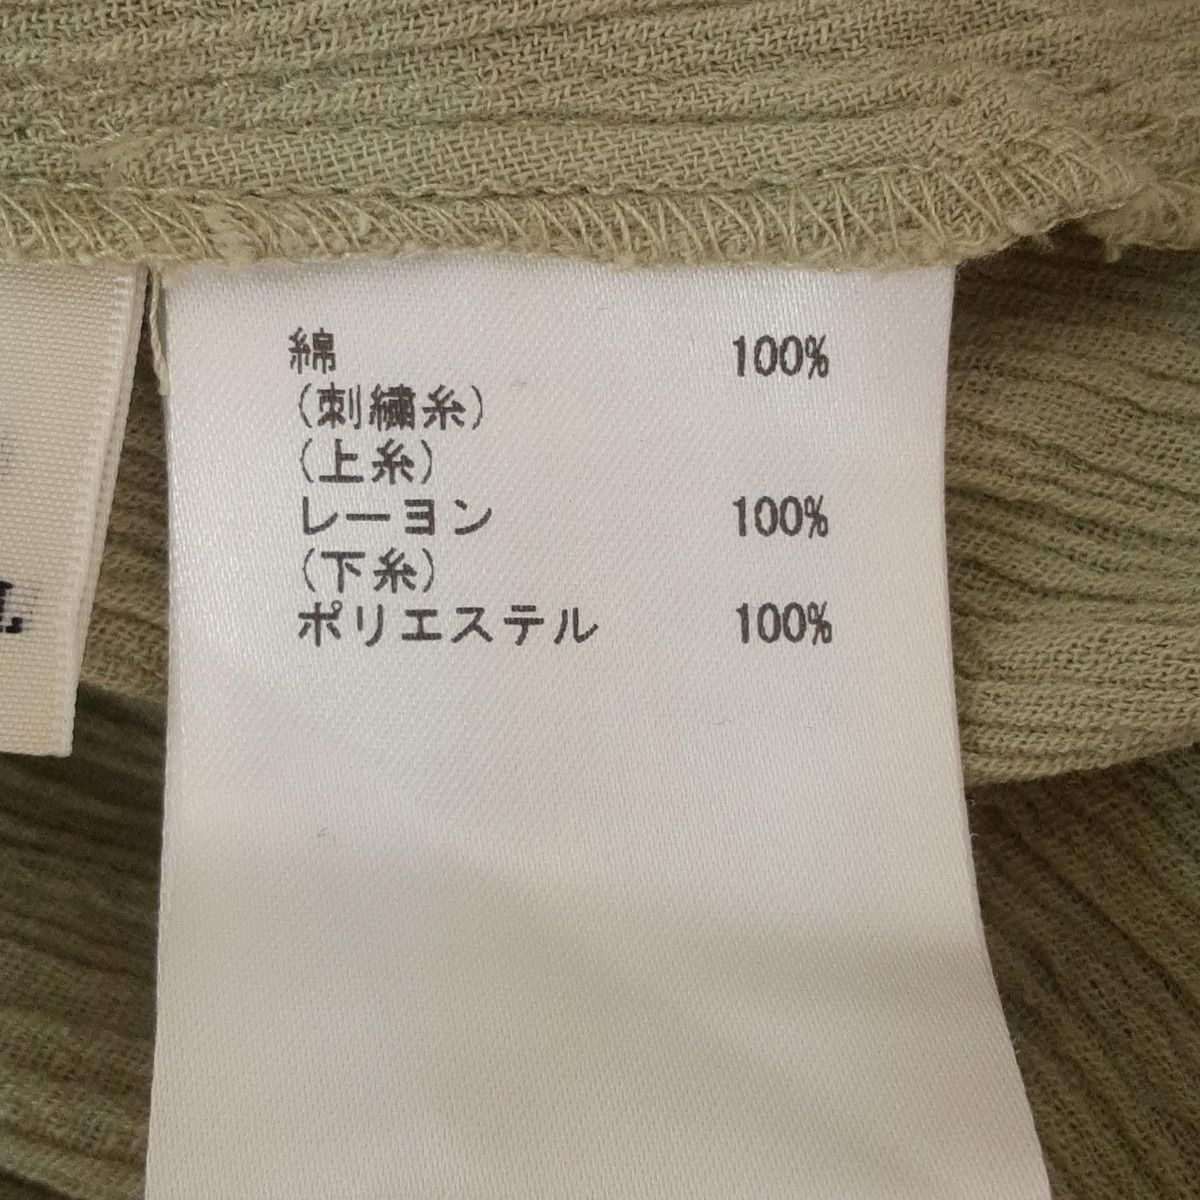 綿 100%
(刺繍糸)
(上糸)
レーヨン 100%
(下糸)
ポリエステル 100%